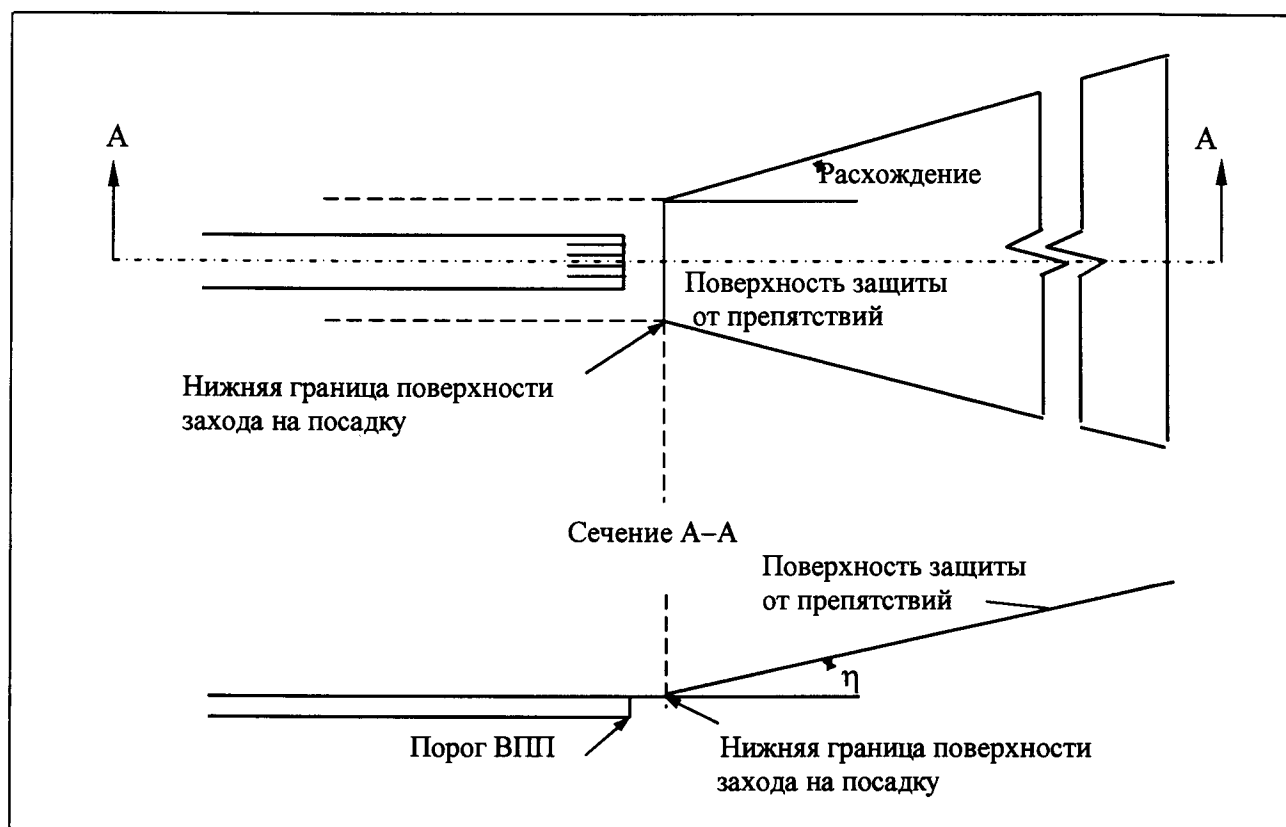 А
А
Расхождение
Поверхность защиты
от препятствий
Нижняя граница поверхности
захода на посадку
Сечение А–А
Поверхность защиты
от препятствий
η
Порог ВПП
Нижняя граница поверхности
захода на посадку